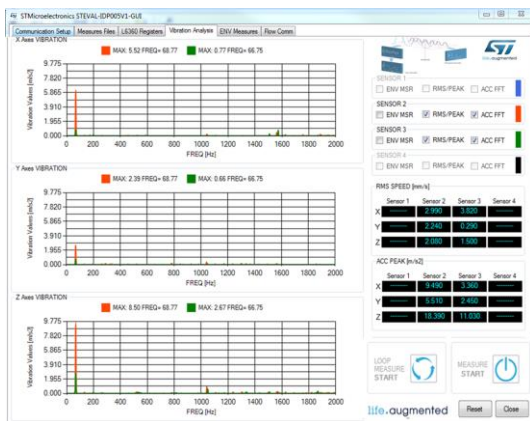 STMicroelectronics STEVAL-IDP005V1-GUI
Communication Setup Measures Files L6360 Registers Vibration Analysis ENV Measures Flow Comm
X Axes VIBRATION
MAX: 5.52 FREQ= 68.77 MAX: 0.77 FREQ= 66.75
Vibration Values [m/s2]
9.775
7.820
5.865
3.910
1.955
0.000
0 200 400 600 800 1000 1200 1400 1600 1800 2000
FREQ [Hz]
Y Axes VIBRATION
MAX: 2.39 FREQ= 68.77 MAX: 0.66 FREQ= 66.75
Vibration Values [m/s2]
9.775
7.820
5.865
3.910
1.955
0.000
0 200 400 600 800 1000 1200 1400 1600 1800 2000
FREQ [Hz]
Z Axes VIBRATION
MAX: 8.50 FREQ= 68.77 MAX: 2.67 FREQ= 66.75
Vibration Values [m/s2]
9.775
7.820
5.865
3.910
1.955
0.000
0 200 400 600 800 1000 1200 1400 1600 1800 2000
FREQ [Hz]
ST
life.augmented
SENSOR 1
ENV MSR RMS/PEAK ACC FFT
SENSOR 2
ENV MSR RMS/PEAK ACC FFT
SENSOR 3
ENV MSR RMS/PEAK ACC FFT
SENSOR 4
ENV MSR RMS/PEAK ACC FFT
RMS SPEED [mm/s]
Sensor 1 Sensor 2 Sensor 3 Sensor 4
X 2.990 3.820
Y 2.240 0.290
Z 2.080 1.500
ACC PEAK [m/s2]
Sensor 1 Sensor 2 Sensor 3 Sensor 4
X 9.490 3.360
Y 5.510 2.450
Z 18.390 11.030
LOOP
MEASURE
START
MEASURE
START
life.augmented
Reset Close